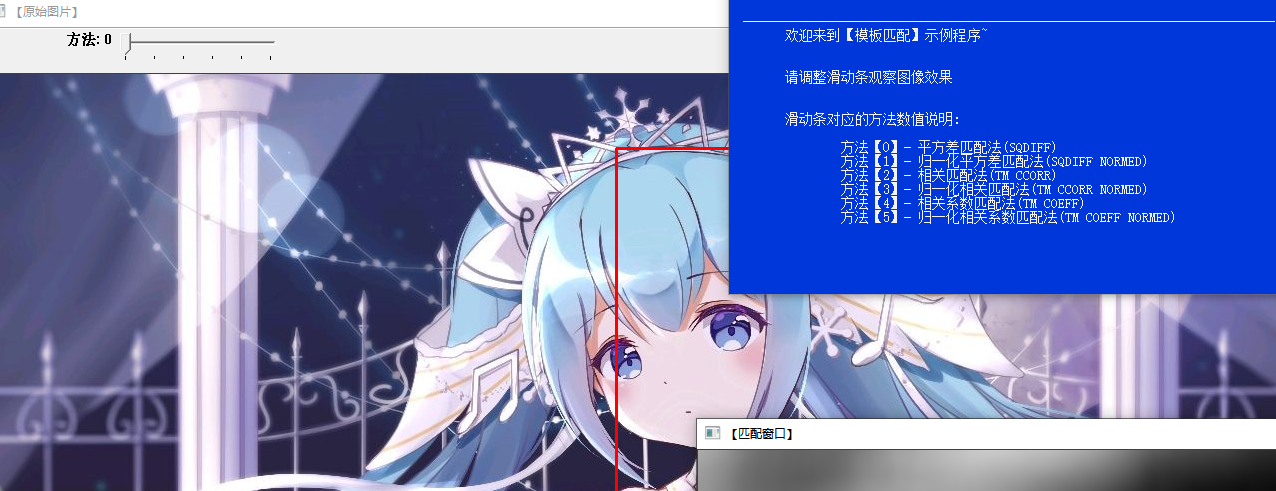 【原始图片】
方法: 0
欢迎来到【模板匹配】示例程序~
请调整滑动条观察图像效果
滑动条对应的方法数值说明:
方法【0】- 平方差匹配法(SQDIFF)
方法【1】- 归一化平方差匹配法(SQDIFF NORMED)
方法【2】- 相关匹配法(TM CCORR)
方法【3】- 归一化相关匹配法(TM CCORR NORMED)
方法【4】- 相关系数匹配法(TM COEFF)
方法【5】- 归一化相关系数匹配法(TM COEFF NORMED)
【匹配窗口】